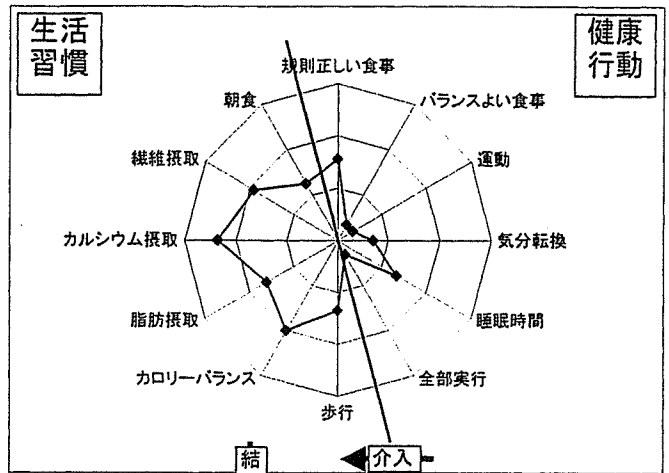 生活
習慣
健康
行動
規則正しい食事
朝食
バランスよい食事
繊維摂取
運動
カルシウム摂取
気分転換
脂肪摂取
睡眠時間
カロリーバランス
全部実行
歩行
結
介入